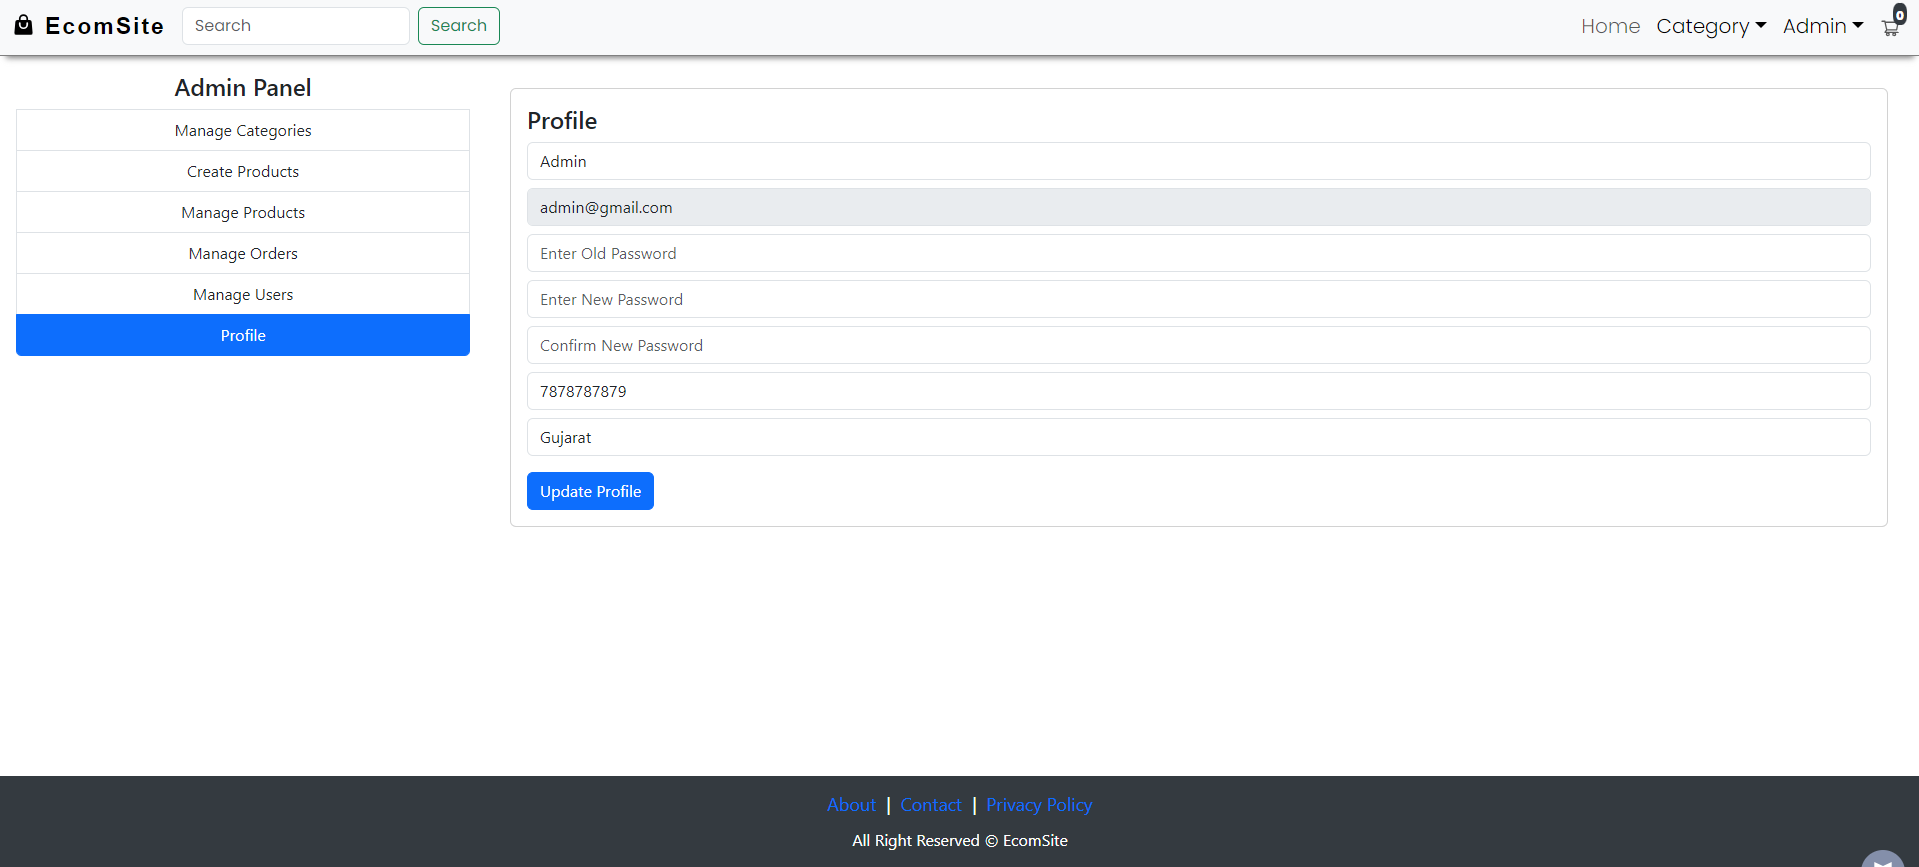 EcomSite Search Search Home Category Admin 0
Admin Panel
Manage Categories
Create Products
Manage Products
Manage Orders
Manage Users
Profile
Profile
Admin
admin@gmail.com
Enter Old Password
Enter New Password
Confirm New Password
7878787879
Gujarat
Update Profile
About | Contact | Privacy Policy
All Right Reserved © EcomSite